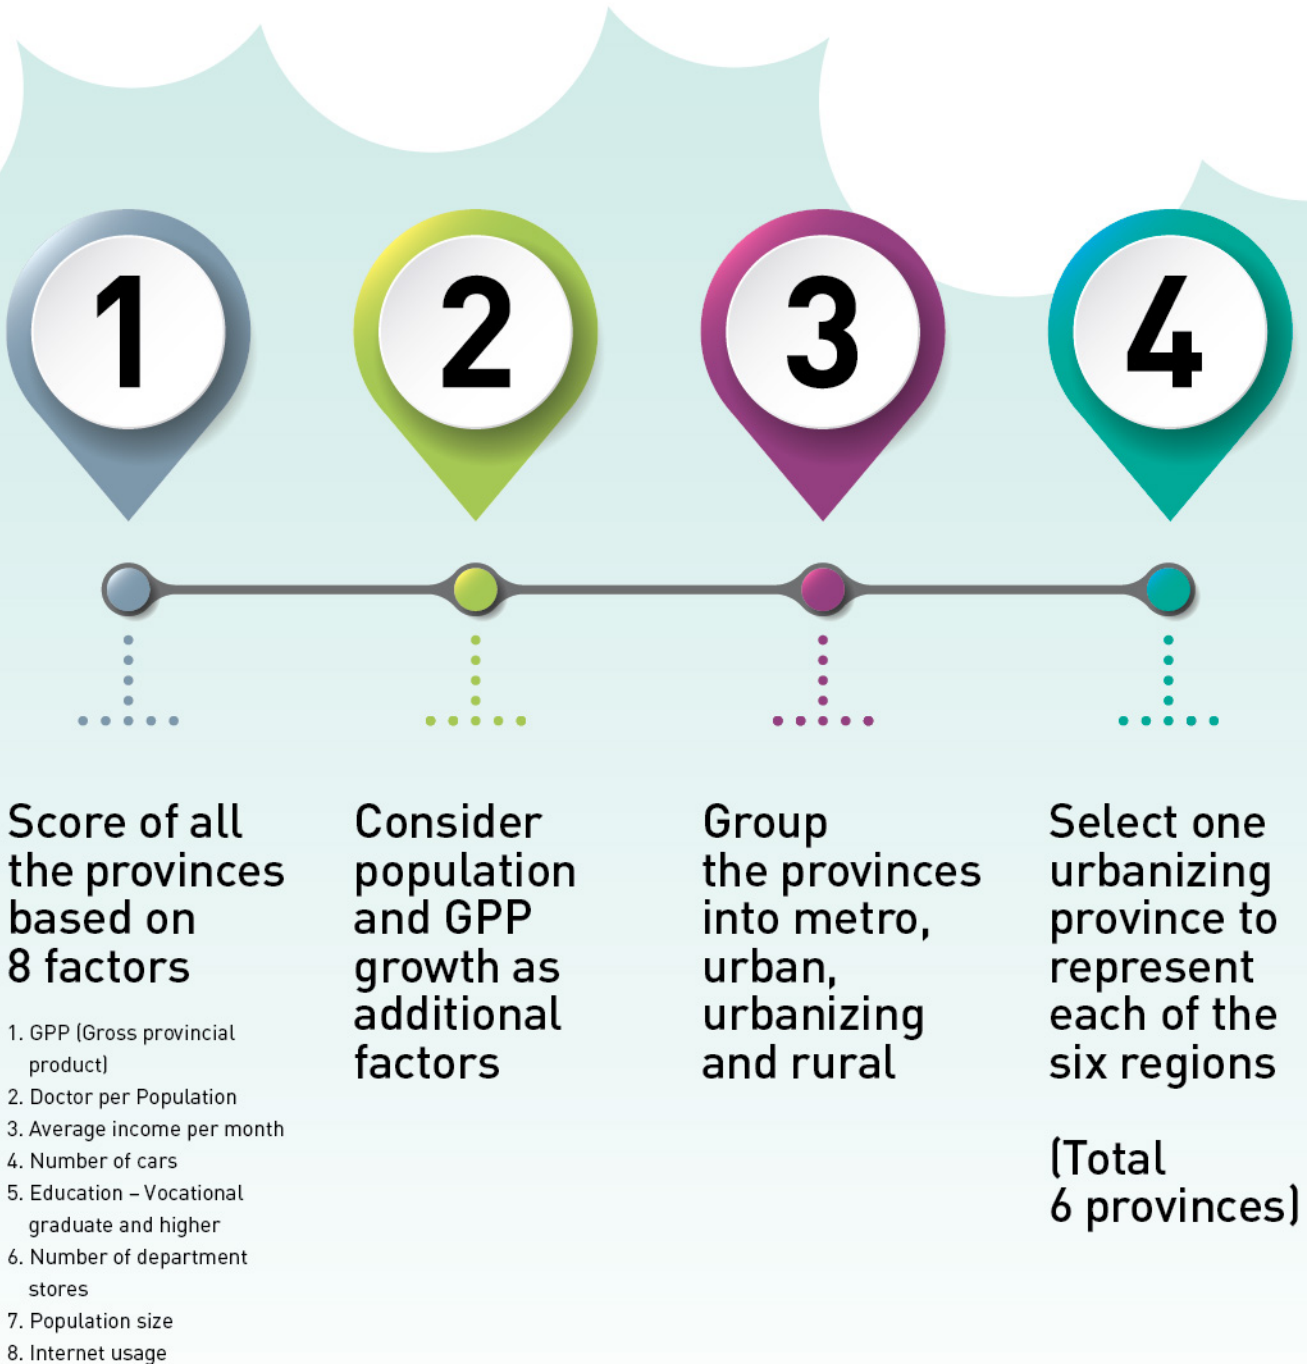 1
Score of all
the provinces
based on
8 factors
1. GPP (Gross provincial
product)
2. Doctor per Population
3. Average income per month
4. Number of cars
5. Education – Vocational
graduate and higher
6. Number of department
stores
7. Population size
8. Internet usage
2
Consider
population
and GPP
growth as
additional
factors
3
Group
the provinces
into metro,
urban,
urbanizing
and rural
4
Select one
urbanizing
province to
represent
each of the
six regions
(Total
6 provinces)